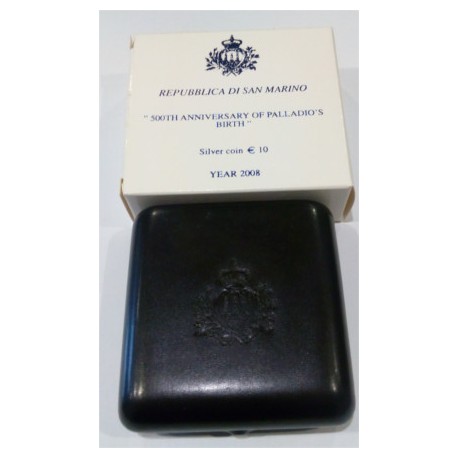 REPUBBLICA DI SAN MARINO
" 500TH ANNIVERSARY OF PALLADIO'S
BIRTH "
Silver coin € 10
YEAR 2008